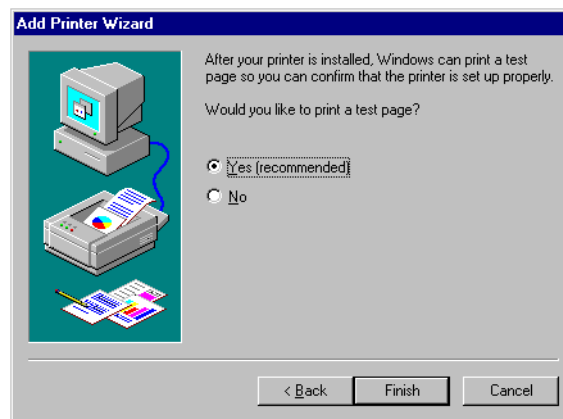 Add Printer Wizard
After your printer is installed, Windows can print a test
page so you can confirm that the printer is set up properly.
Would you like to print a test page?
Yes (recommended)
No
< Back
Finish
Cancel